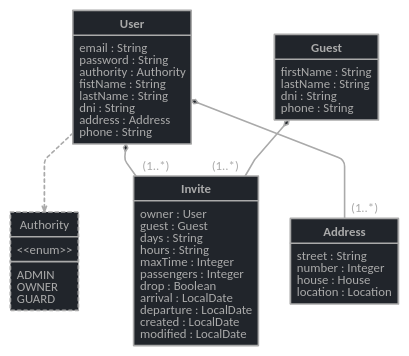 User
email : String
password : String
authority : Authority
fistName : String
lastName : String
dni : String
address : Address
phone : String
Guest
firstName : String
lastName : String
dni : String
phone : String
(1..*)
(1..*)
Invite
owner : User
guest : Guest
days : String
hours : String
maxTime : Integer
passengers : Integer
drop : Boolean
arrival : LocalDate
departure : LocalDate
created : LocalDate
modified : LocalDate
(1..*)
Address
street : String
number : Integer
house : House
location : Location
Authority
<<enum>>
ADMIN
OWNER
GUARD